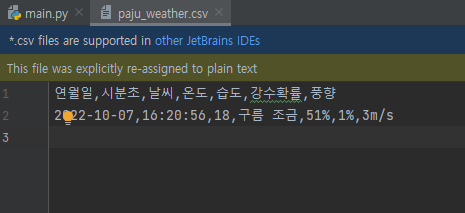 main.py paju_weather.csv
*.csv files are supported in other JetBrains IDEs
This file was explicitly re-assigned to plain text
1 연월일,시분초,날씨,온도,습도,강수확률,풍향
2 2022-10-07,16:20:56,18,구름 조금,51%,1%,3m/s
3